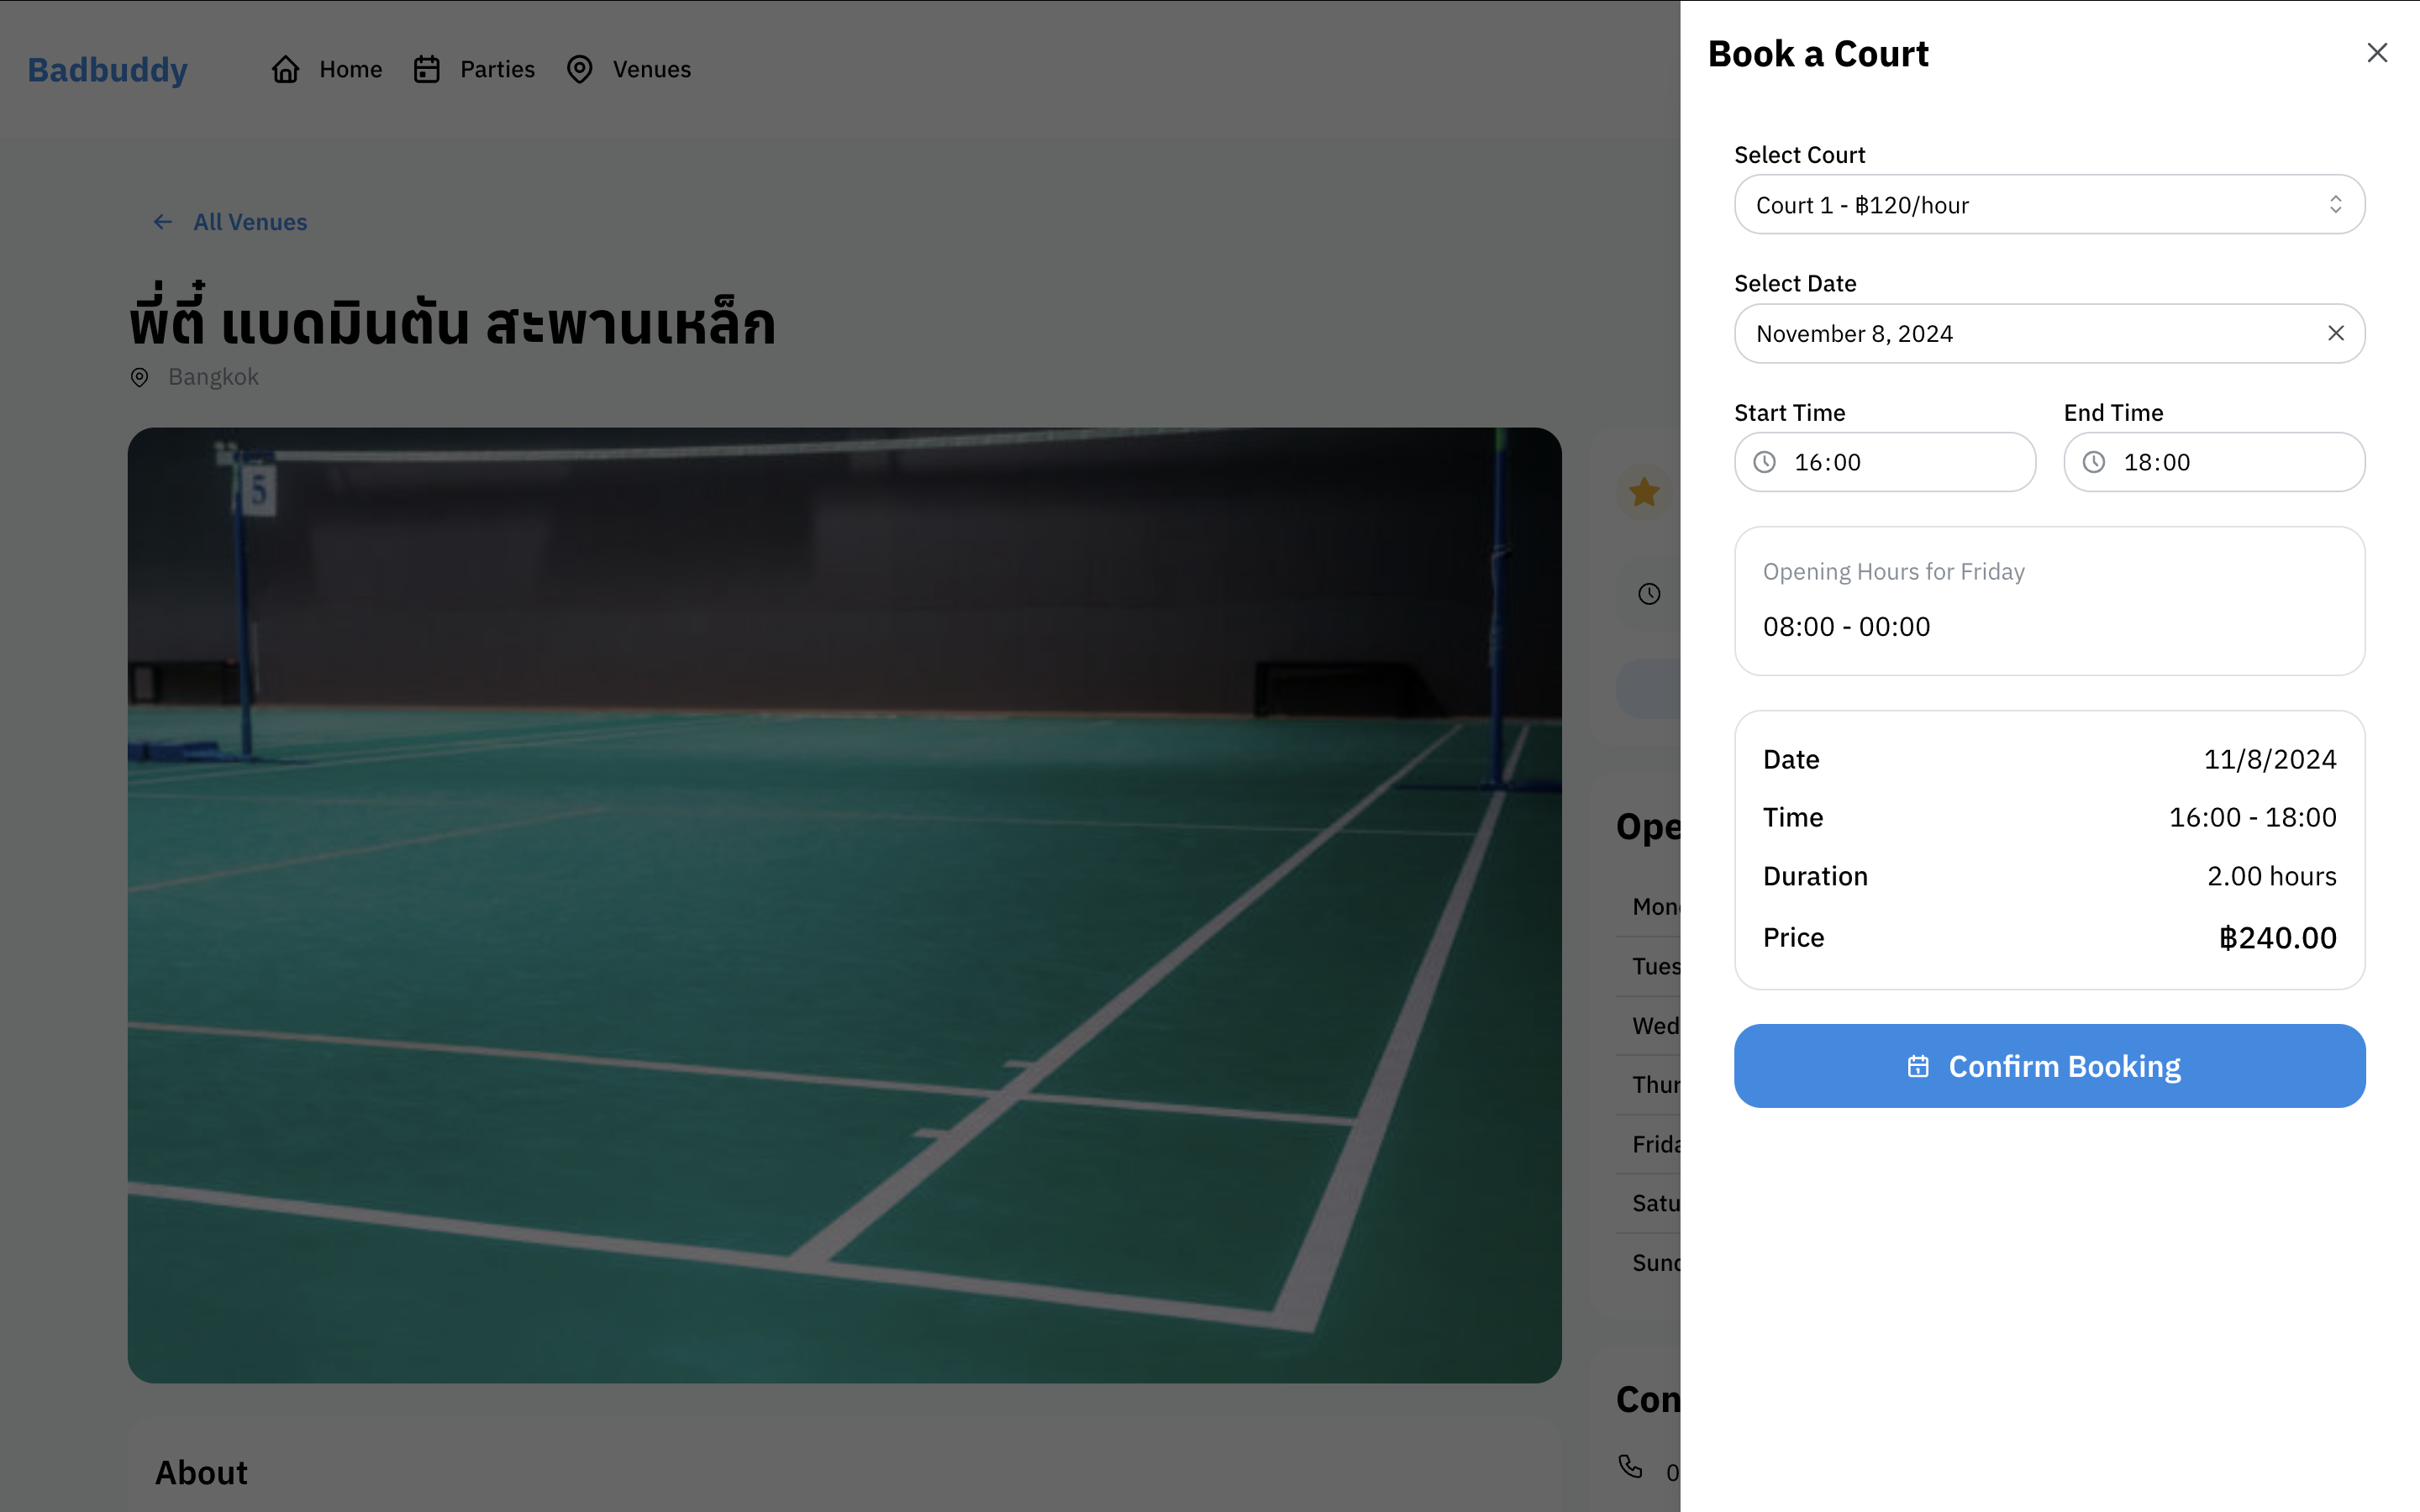 Badbuddy
Home
Parties
Venues
All Venues
พี่ตี๋ แบดมินตัน สะพานเหล็ก
Bangkok
5
Ope
Mon
Tues
Wed
Thur
Frida
Satu
Sund
Con
0
About
Book a Court
Select Court
Court 1 - ฿120/hour
Select Date
November 8, 2024
Start Time
End Time
16:00
18:00
Opening Hours for Friday
08:00 - 00:00
Date 11/8/2024
Time 16:00 - 18:00
Duration 2.00 hours
Price ฿240.00
Confirm Booking